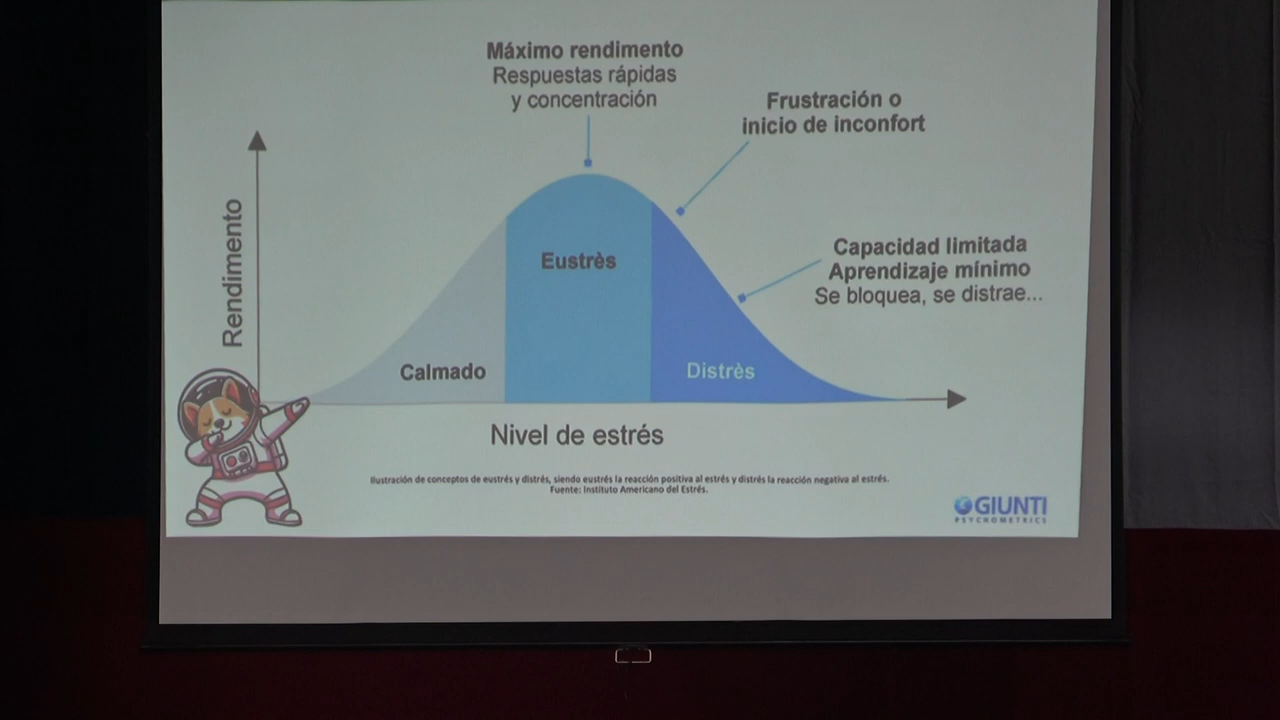 Máximo rendimento
Respuestas rápidas
y concentración
Frustración o
inicio de inconfort
Rendimento
Capacidad limitada
Aprendizaje mínimo
Se bloquea, se distrae...
Eustrès
Calmado
Distrès
Nivel de estrés
Ilustración de conceptos de eustrés y distrés, siendo eustrés la reacción positiva al estrés y distrés la reacción negativa al estrés.
Fuente: Instituto Americano del Estrés.
GIUNTI
PSYCHOMETRICS